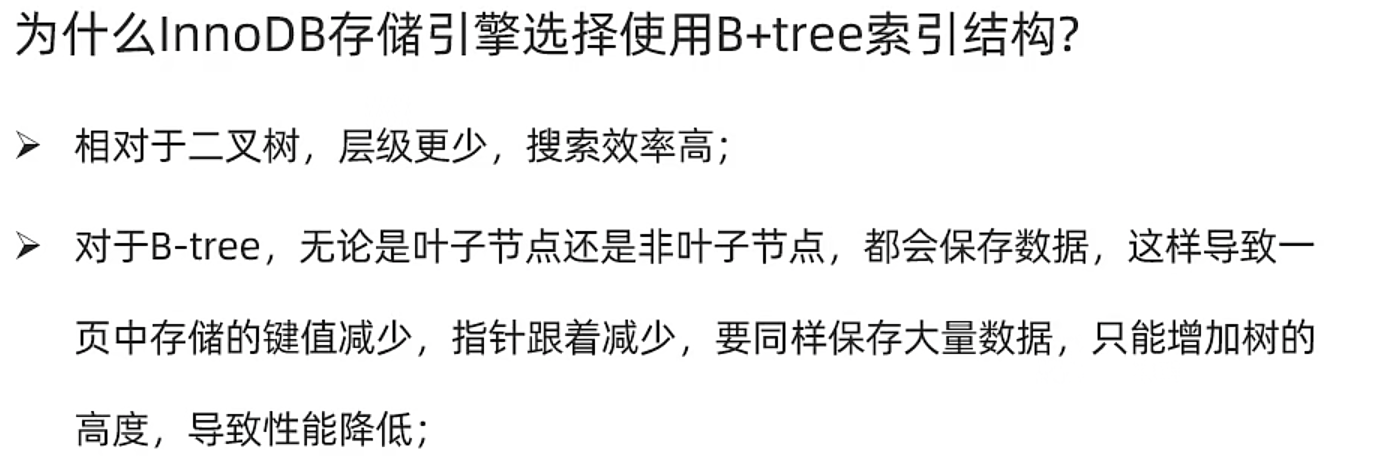 为什么InnoDB存储引擎选择使用B+tree索引结构?
➢ 相对于二叉树，层级更少，搜索效率高；
➢ 对于B-tree，无论是叶子节点还是非叶子节点，都会保存数据，这样导致一
页中存储的键值减少，指针跟着减少，要同样保存大量数据，只能增加树的
高度，导致性能降低；